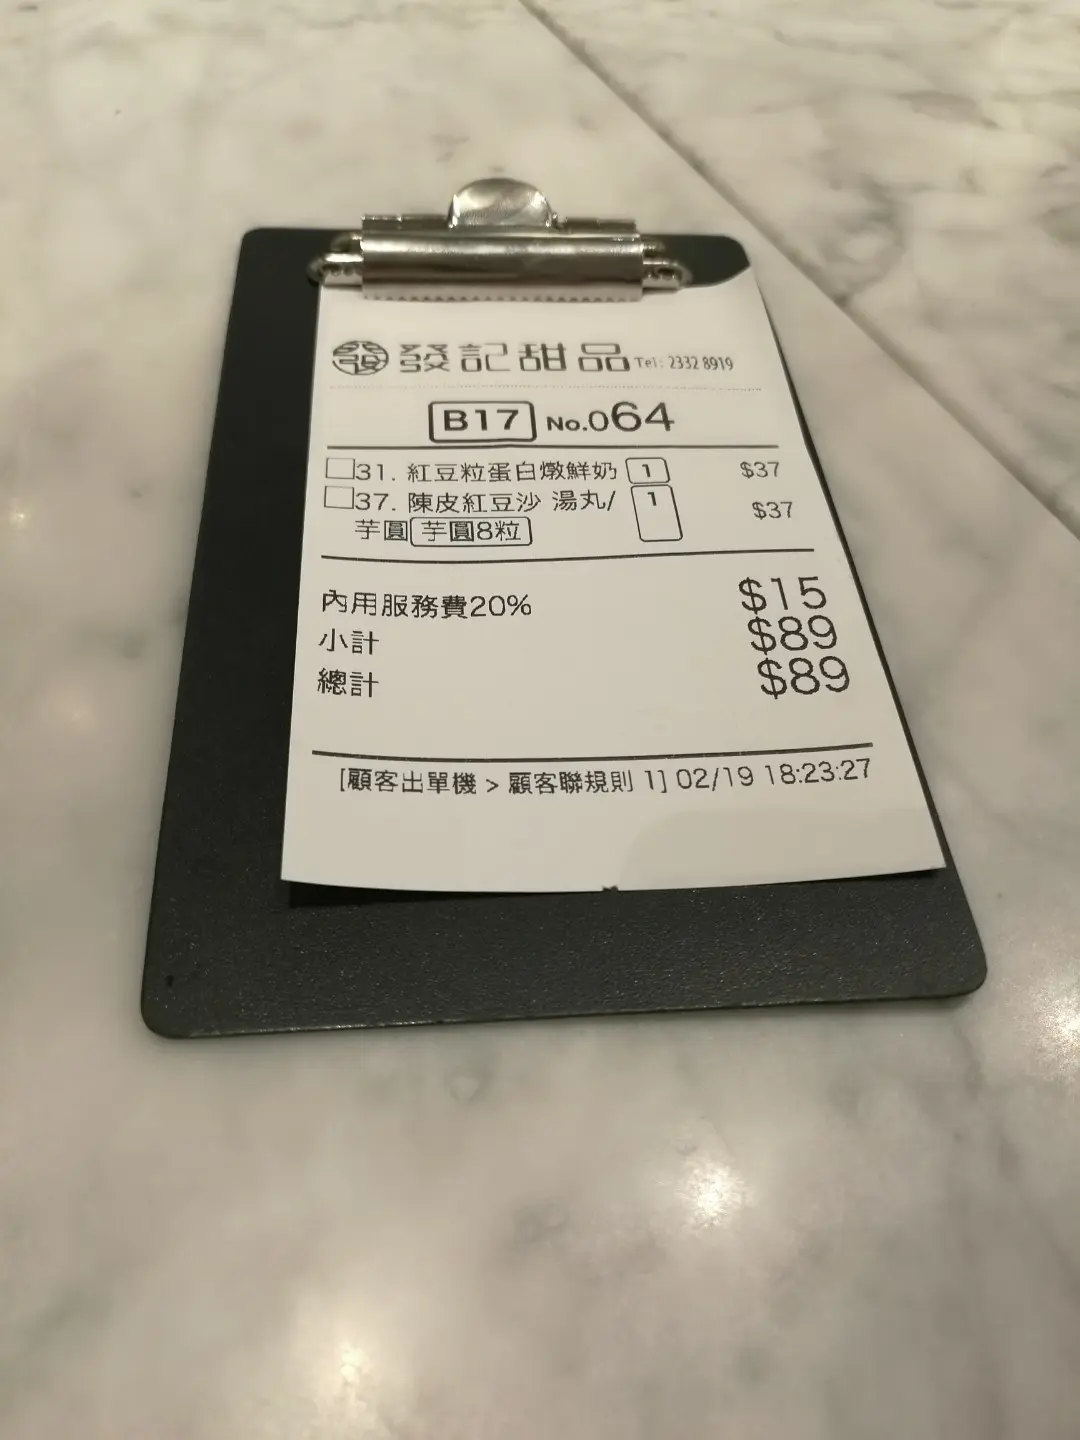 發 發記甜品 Tel: 2332 8919
B17 No.064
31. 紅豆粒蛋白燉鮮奶 1 $37
37. 陳皮紅豆沙 湯丸/ 1 $37
芋圓 芋圓8粒
內用服務費20% $15
小計 $89
總計 $89
[顧客出單機 > 顧客聯規則 1] 02/19 18:23:27